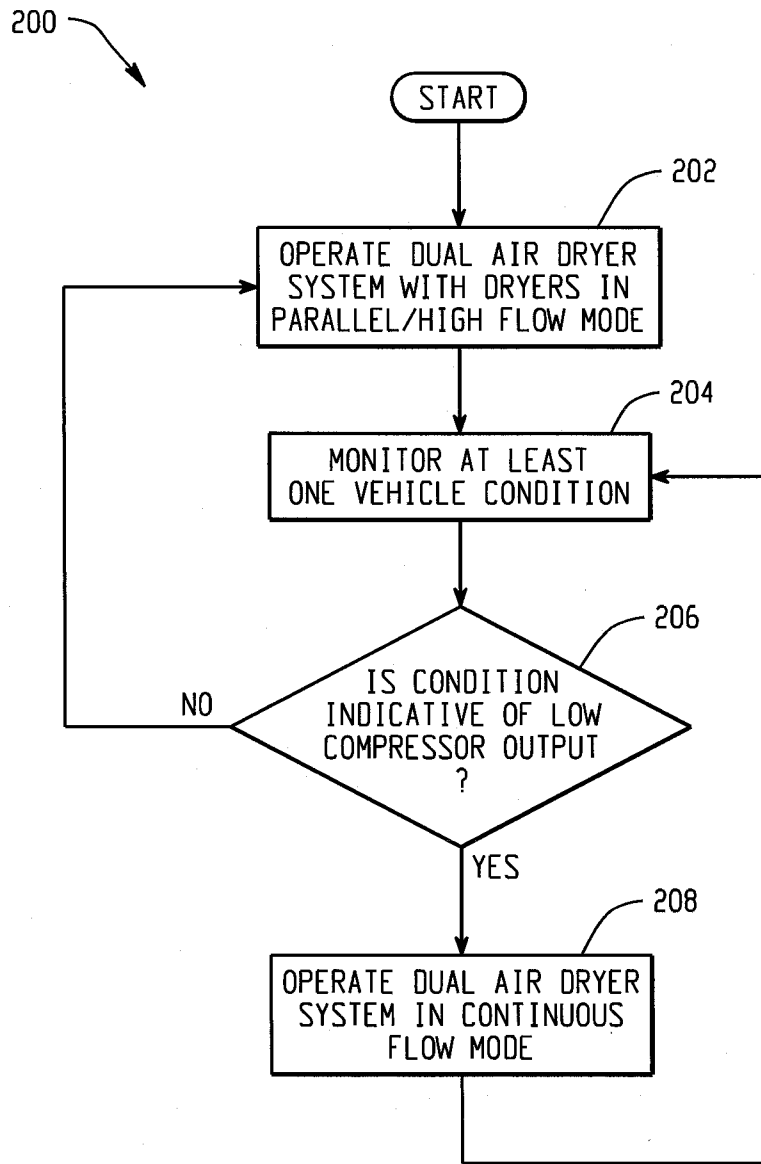 200
START
202
OPERATE DUAL AIR DRYER
SYSTEM WITH DRYERS IN
PARALLEL/HIGH FLOW MODE
204
MONITOR AT LEAST
ONE VEHICLE CONDITION
206
IS CONDITION
INDICATIVE OF LOW
COMPRESSOR OUTPUT
?
NO
YES
208
OPERATE DUAL AIR DRYER
SYSTEM IN CONTINUOUS
FLOW MODE